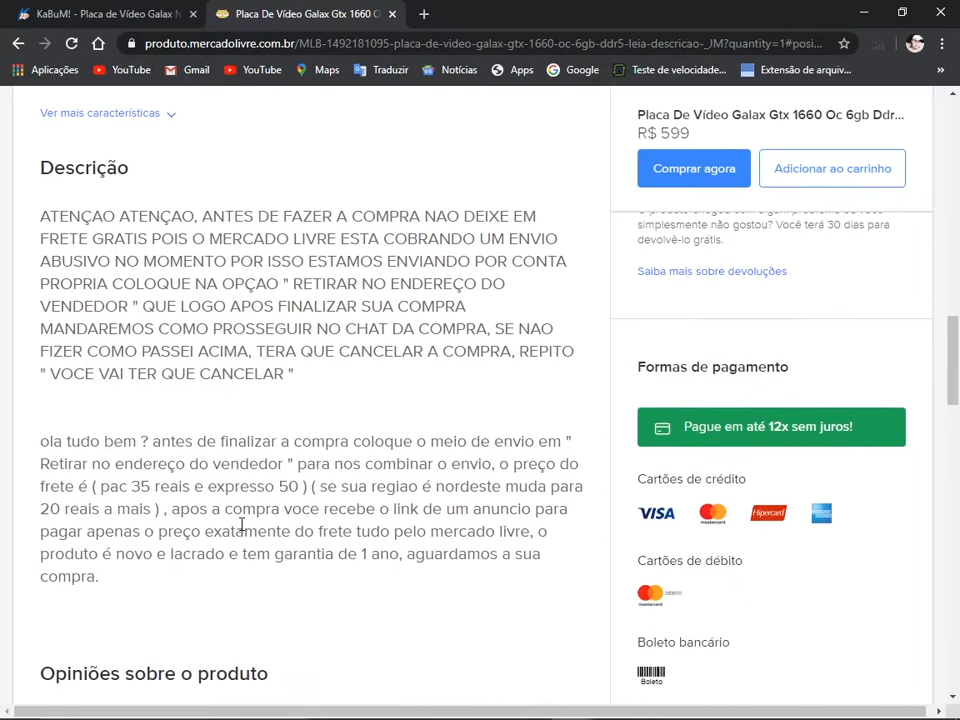 KaBuM! - Placa de Vídeo Galax N
Placa De Vídeo Galax Gtx 1660 O
produto.mercadolivre.com.br/MLB-1492181095-placa-de-video-galax-gtx-1660-oc-6gb-ddr5-leia-descricao-_JM?quantity=1#posi...
Aplicações
YouTube
Gmail
YouTube
Maps
Traduzir
Notícias
Apps
Google
Teste de velocidade...
Extensão de arquiv...
»
Ver mais características
Descrição
ATENÇAO ATENÇAO, ANTES DE FAZER A COMPRA NAO DEIXE EM
FRETE GRATIS POIS O MERCADO LIVRE ESTA COBRANDO UM ENVIO
ABUSIVO NO MOMENTO POR ISSO ESTAMOS ENVIANDO POR CONTA
PROPRIA COLOQUE NA OPÇAO " RETIRAR NO ENDEREÇO DO
VENDEDOR " QUE LOGO APOS FINALIZAR SUA COMPRA
MANDAREMOS COMO PROSSEGUIR NO CHAT DA COMPRA, SE NAO
FIZER COMO PASSEI ACIMA, TERA QUE CANCELAR A COMPRA, REPITO
" VOCE VAI TER QUE CANCELAR "
ola tudo bem ? antes de finalizar a compra coloque o meio de envio em "
Retirar no endereço do vendedor " para nos combinar o envio, o preço do
frete é ( pac 35 reais e expresso 50 ) ( se sua regiao é nordeste muda para
20 reais a mais ) , apos a compra voce recebe o link de um anuncio para
pagar apenas o preço exatamente do frete tudo pelo mercado livre, o
produto é novo e lacrado e tem garantia de 1 ano, aguardamos a sua
compra.
Opiniões sobre o produto
Placa De Vídeo Galax Gtx 1660 Oc 6gb Ddr...
R$ 599
Comprar agora
Adicionar ao carrinho
simplesmente não gostou? Você terá 30 dias para
devolvê-lo grátis.
Saiba mais sobre devoluções
Formas de pagamento
Pague em até 12x sem juros!
Cartões de crédito
VISA
mastercard
Hipercard
Cartões de débito
mastercard
Boleto bancário
Boleto